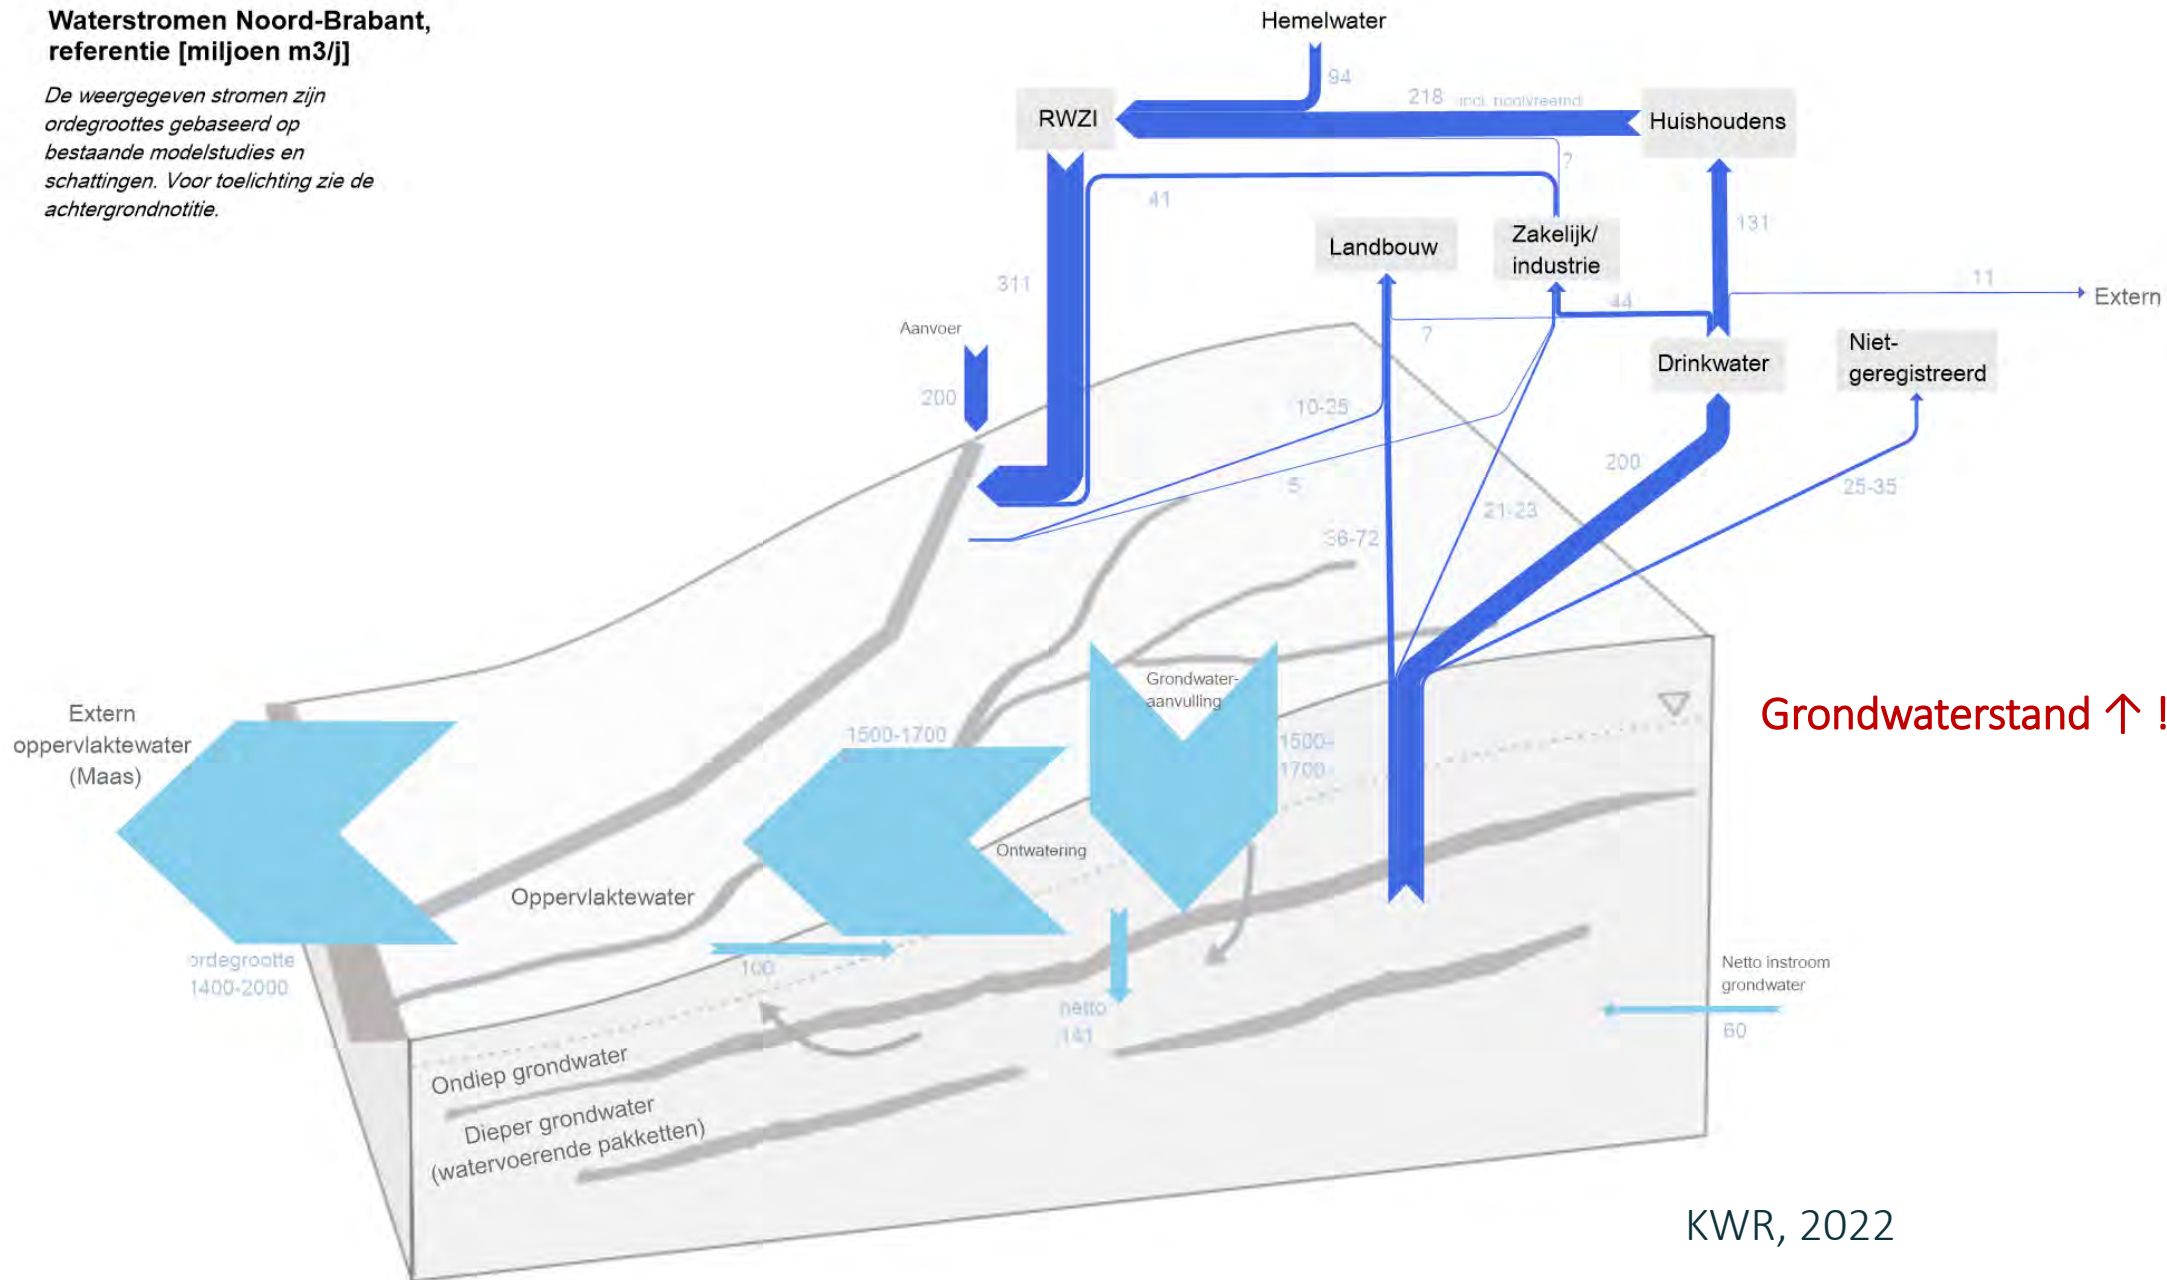 Waterstromen Noord-Brabant,
referentie [miljoen m3/j]
De weergegeven stromen zijn
ordegroottes gebaseerd op
bestaande modelstudies en
schattingen. Voor toelichting zie de
achtergrondnotitie.
Hemelwater
94
218 incl.
RWZI
Huishoudens
?
41
131
Landbouw
Zakelijk/
industrie
311
11
Extern
44
Aanvoer
?
Niet-
geregistreerd
Drinkwater
200
10-25
200
5
25-35
21-23
36-72
Grondwater-
aanvulling
Extern
oppervlaktewater
(Maas)
1500-1700
1500-
1700
Grondwaterstand ↑ !
Ontwatering
Oppervlaktewater
ordegrootte
1400-2000
100
Netto instroom
grondwater
60
netto
141
Ondiep grondwater
Dieper grondwater
(watervoerende pakketten)
KWR, 2022